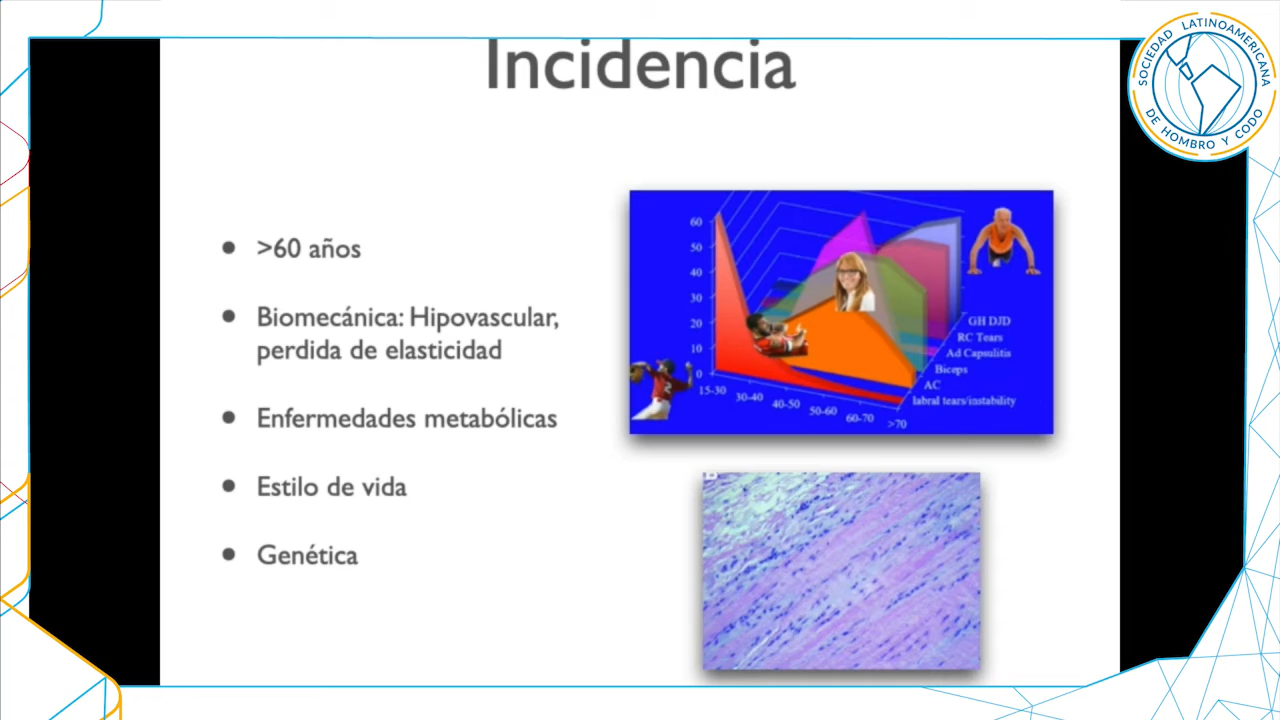 Incidencia
SOCIEDAD LATINOAMERICANA
DE HOMBRO Y CODO
>60 años
Biomecánica: Hipovascular,
perdida de elasticidad
Enfermedades metabólicas
Estilo de vida
Genética
60
50
40
30
20
10
0
15-30
30-40
40-50
50-60
60-70
>70
GH DJD
RC Tears
Ad Capsulitis
Biceps
AC
labral tears/instability